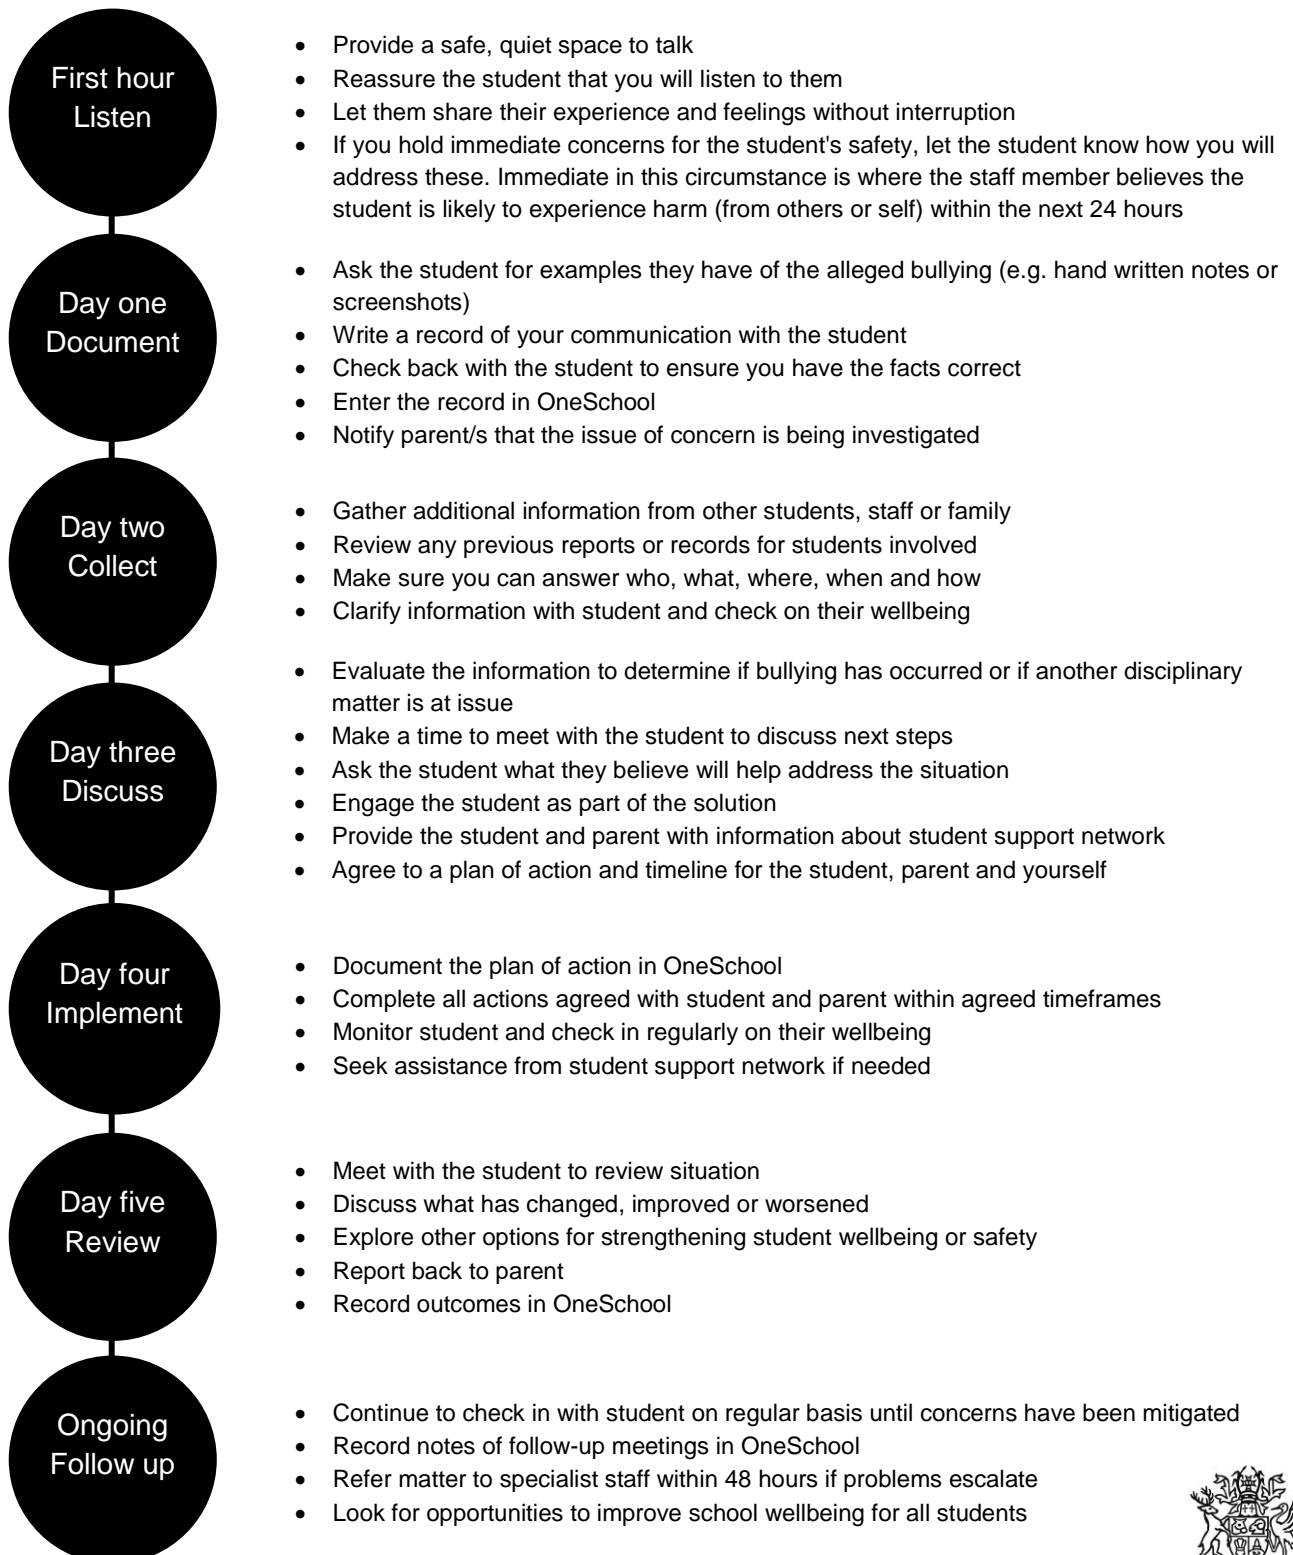 First hour
Listen
• Provide a safe, quiet space to talk
• Reassure the student that you will listen to them
• Let them share their experience and feelings without interruption
• If you hold immediate concerns for the student's safety, let the student know how you will
address these. Immediate in this circumstance is where the staff member believes the
student is likely to experience harm (from others or self) within the next 24 hours
Day one
Document
• Ask the student for examples they have of the alleged bullying (e.g. hand written notes or
screenshots)
• Write a record of your communication with the student
• Check back with the student to ensure you have the facts correct
• Enter the record in OneSchool
• Notify parent/s that the issue of concern is being investigated
Day two
Collect
• Gather additional information from other students, staff or family
• Review any previous reports or records for students involved
• Make sure you can answer who, what, where, when and how
• Clarify information with student and check on their wellbeing
Day three
Discuss
• Evaluate the information to determine if bullying has occurred or if another disciplinary
matter is at issue
• Make a time to meet with the student to discuss next steps
• Ask the student what they believe will help address the situation
• Engage the student as part of the solution
• Provide the student and parent with information about student support network
• Agree to a plan of action and timeline for the student, parent and yourself
Day four
Implement
• Document the plan of action in OneSchool
• Complete all actions agreed with student and parent within agreed timeframes
• Monitor student and check in regularly on their wellbeing
• Seek assistance from student support network if needed
Day five
Review
• Meet with the student to review situation
• Discuss what has changed, improved or worsened
• Explore other options for strengthening student wellbeing or safety
• Report back to parent
• Record outcomes in OneSchool
Ongoing
Follow up
• Continue to check in with student on regular basis until concerns have been mitigated
• Record notes of follow-up meetings in OneSchool
• Refer matter to specialist staff within 48 hours if problems escalate
• Look for opportunities to improve school wellbeing for all students